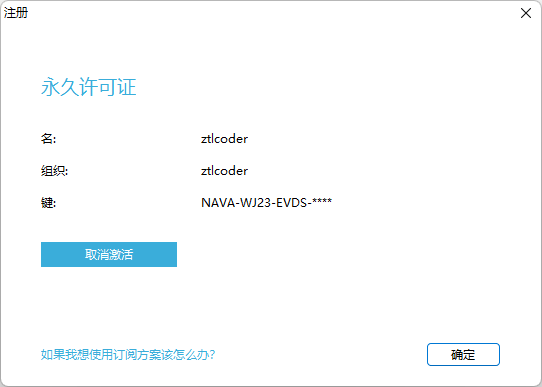 注册
永久许可证
名: ztlcoder
组织: ztlcoder
键: NAVA-WJ23-EVDS-****
取消激活
如果我想使用订阅方案该怎么办?
确定